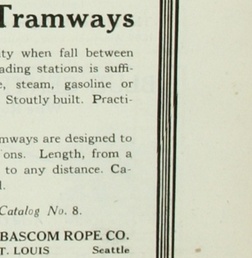 Tramways
ty when fall between
ading stations is suffi-
e, steam, gasoline or
Stoutly built. Practi-
mways are designed to
ons. Length, from a
to any distance. Ca-
Catalog No. 8.
BASCOM ROPE CO.
T. LOUIS Seattle